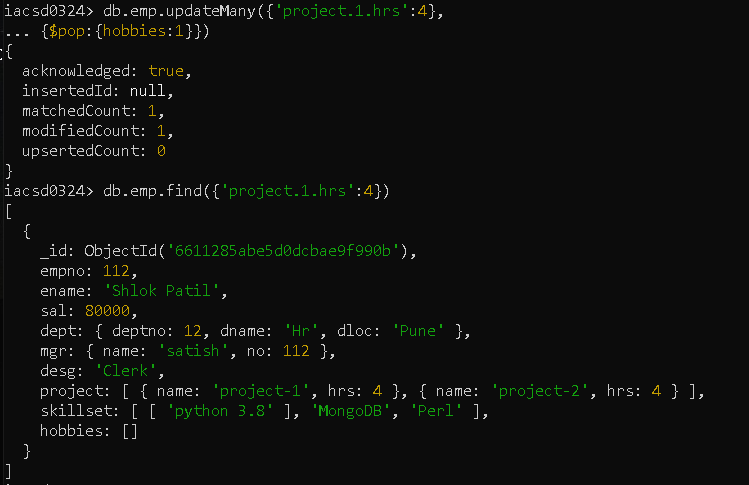 iacsd0324> db.emp.updateMany({'project.1.hrs':4},
... {$pop:{hobbies:1}})
{
  acknowledged: true,
  insertedId: null,
  matchedCount: 1,
  modifiedCount: 1,
  upsertedCount: 0
}
iacsd0324> db.emp.find({'project.1.hrs':4})
[
  {
    _id: ObjectId('6611285abe5d0dcbae9f990b'),
    empno: 112,
    ename: 'Shlok Patil',
    sal: 80000,
    dept: { deptno: 12, dname: 'Hr', dloc: 'Pune' },
    mgr: { name: 'satish', no: 112 },
    desg: 'Clerk',
    project: [ { name: 'project-1', hrs: 4 }, { name: 'project-2', hrs: 4 } ],
    skillset: [ [ 'python 3.8' ], 'MongoDB', 'Perl' ],
    hobbies: []
  }
]